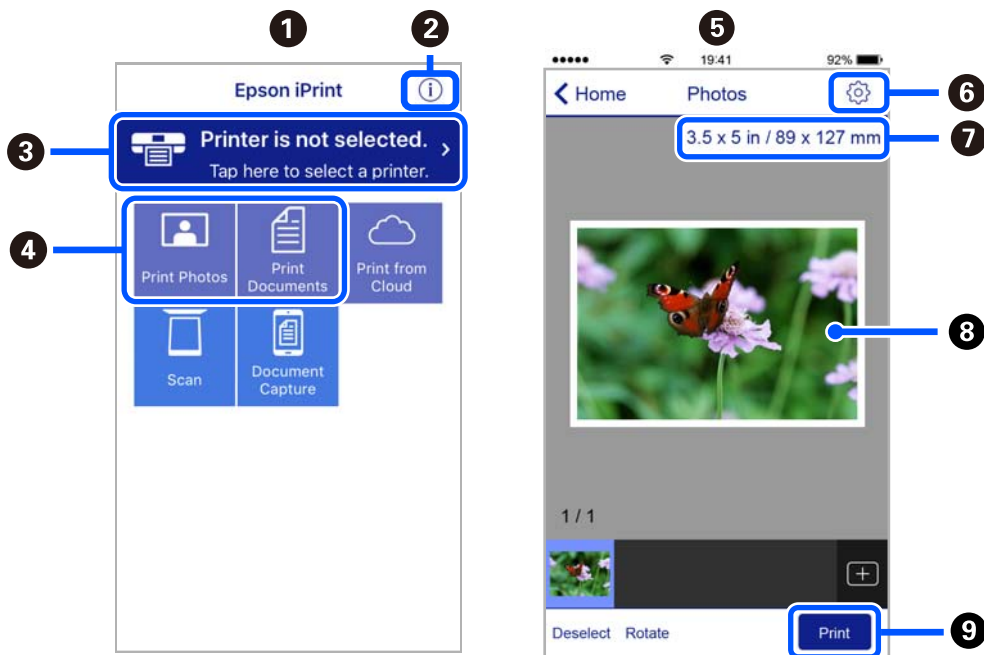 1
2
Epson iPrint
3
Printer is not selected.
Tap here to select a printer.
4
Print Photos
Print
Documents
Print from
Cloud
Scan
Document
Capture
5
19:41
92%
Home
Photos
6
3.5 x 5 in / 89 x 127 mm
7
8
1 / 1
Deselect
Rotate
Print
9